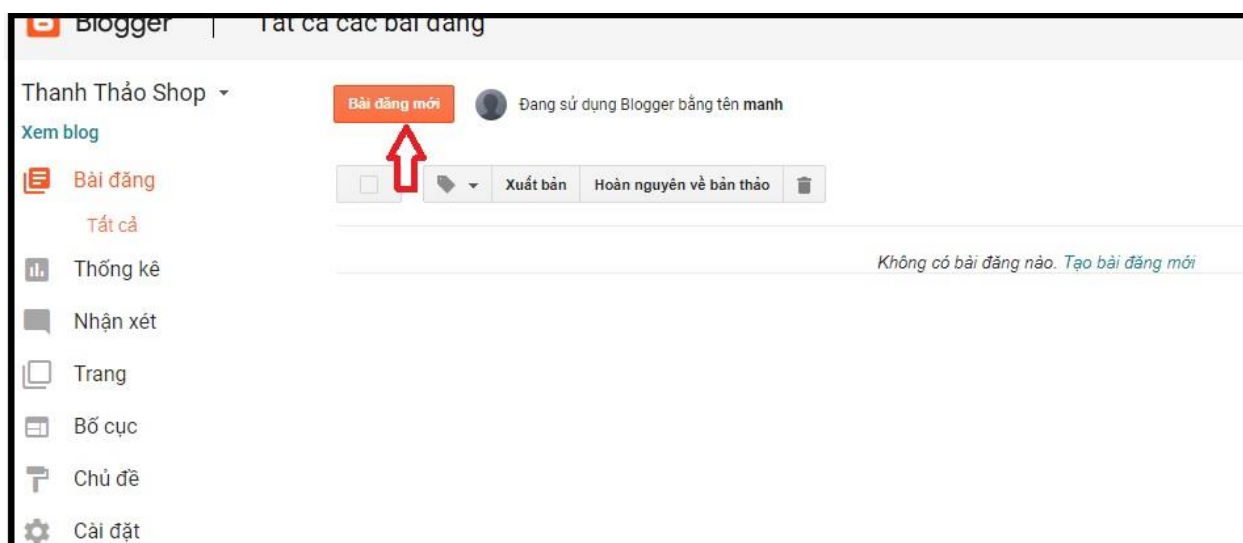 Blogger | Tất cả các bài đăng
Thanh Thảo Shop
Xem blog
Bài đăng mới
Đang sử dụng Blogger bằng tên manh
Bài đăng
Tất cả
Xuất bản
Hoàn nguyên về bản thảo
Không có bài đăng nào. Tạo bài đăng mới
Thống kê
Nhận xét
Trang
Bố cục
Chủ đề
Cài đặt